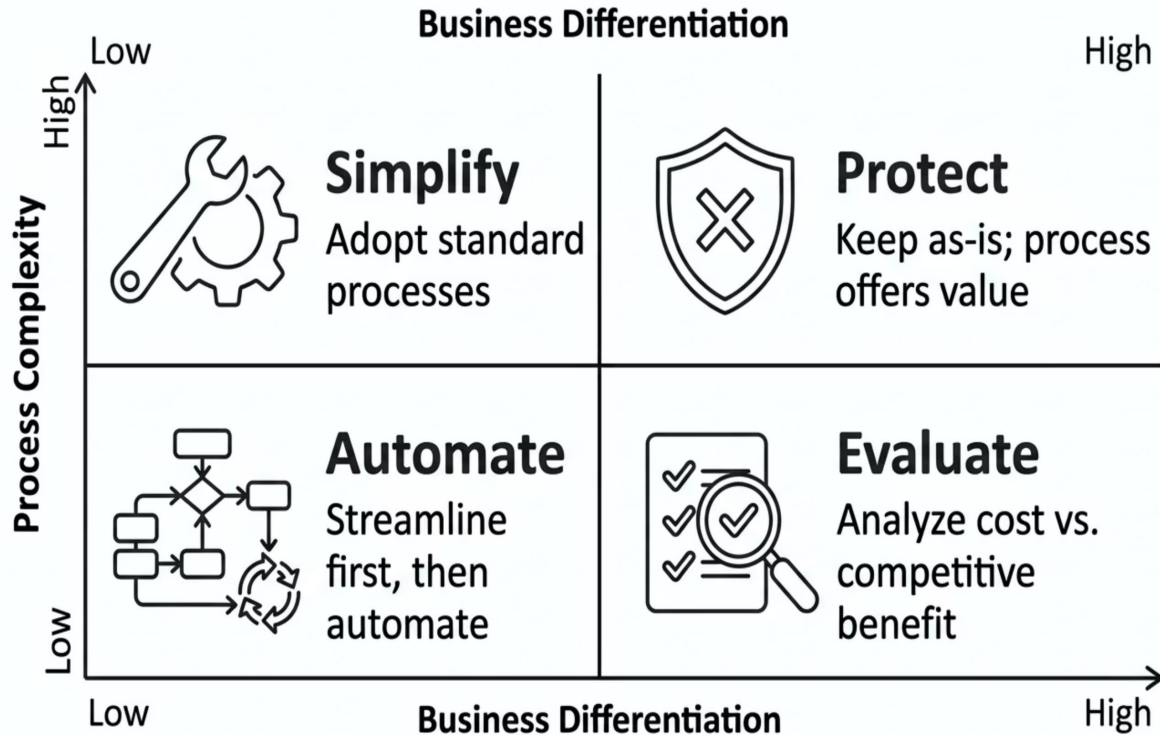 Business Differentiation
Low
High
High
Process Complexity
Low
Simplify
Adopt standard
processes
Protect
Keep as-is; process
offers value
Automate
Streamline
first, then
automate
Evaluate
Analyze cost vs.
competitive
benefit
Low
Business Differentiation
High